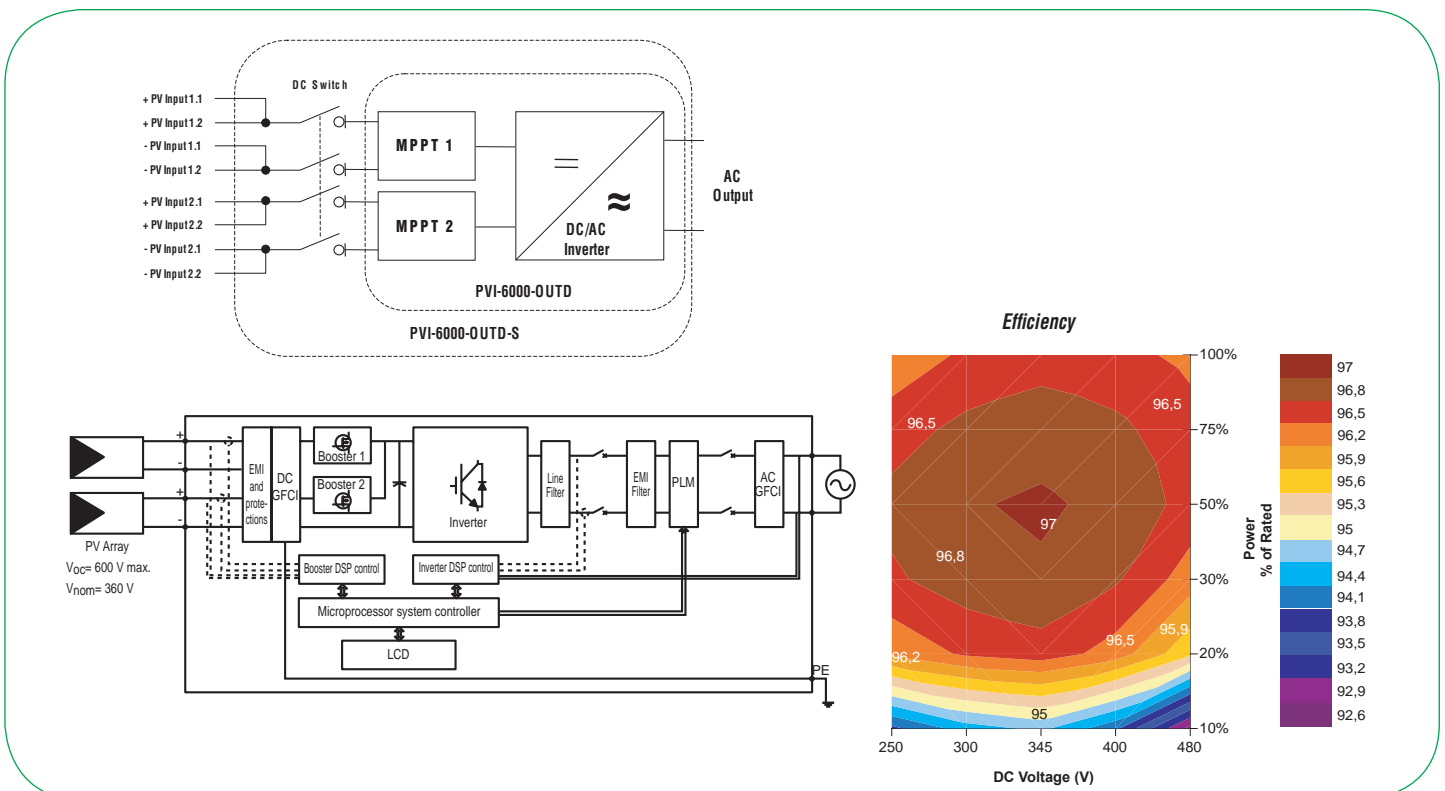 DC Switch
+ PV Input 1.1
+ PV Input 1.2
- PV Input 1.1
- PV Input 1.2
+ PV Input 2.1
+ PV Input 2.2
- PV Input 2.1
- PV Input 2.2
MPPT 1
MPPT 2
DC/AC
Inverter
AC
Output
PVI-6000-OUTD
PVI-6000-OUTD-S
+
-
+
-
PV Array
Voc= 600 V max.
Vnom= 360 V
EMI
and
prote-
ctions
DC
GFCI
Booster 1
Booster 2
Inverter
Line
Filter
EMI
Filter
PLM
AC
GFCI
Booster DSP control
Inverter DSP control
Microprocessor system controller
LCD
PE
Efficiency
96,5
96,5
97
96,8
96,5
95,9
96,2
95
100%
75%
50%
30%
20%
10%
Power
% of Rated
250
300
345
400
480
DC Voltage (V)
97
96,8
96,5
96,2
95,9
95,6
95,3
95
94,7
94,4
94,1
93,8
93,5
93,2
92,9
92,6